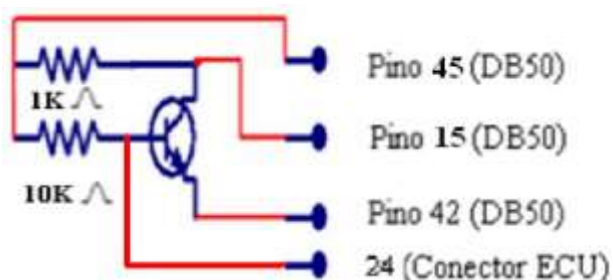 Pino 45 (DB50)
1K
Pino 15 (DB50)
10K
Pino 42 (DB50)
24 (Conector ECU)